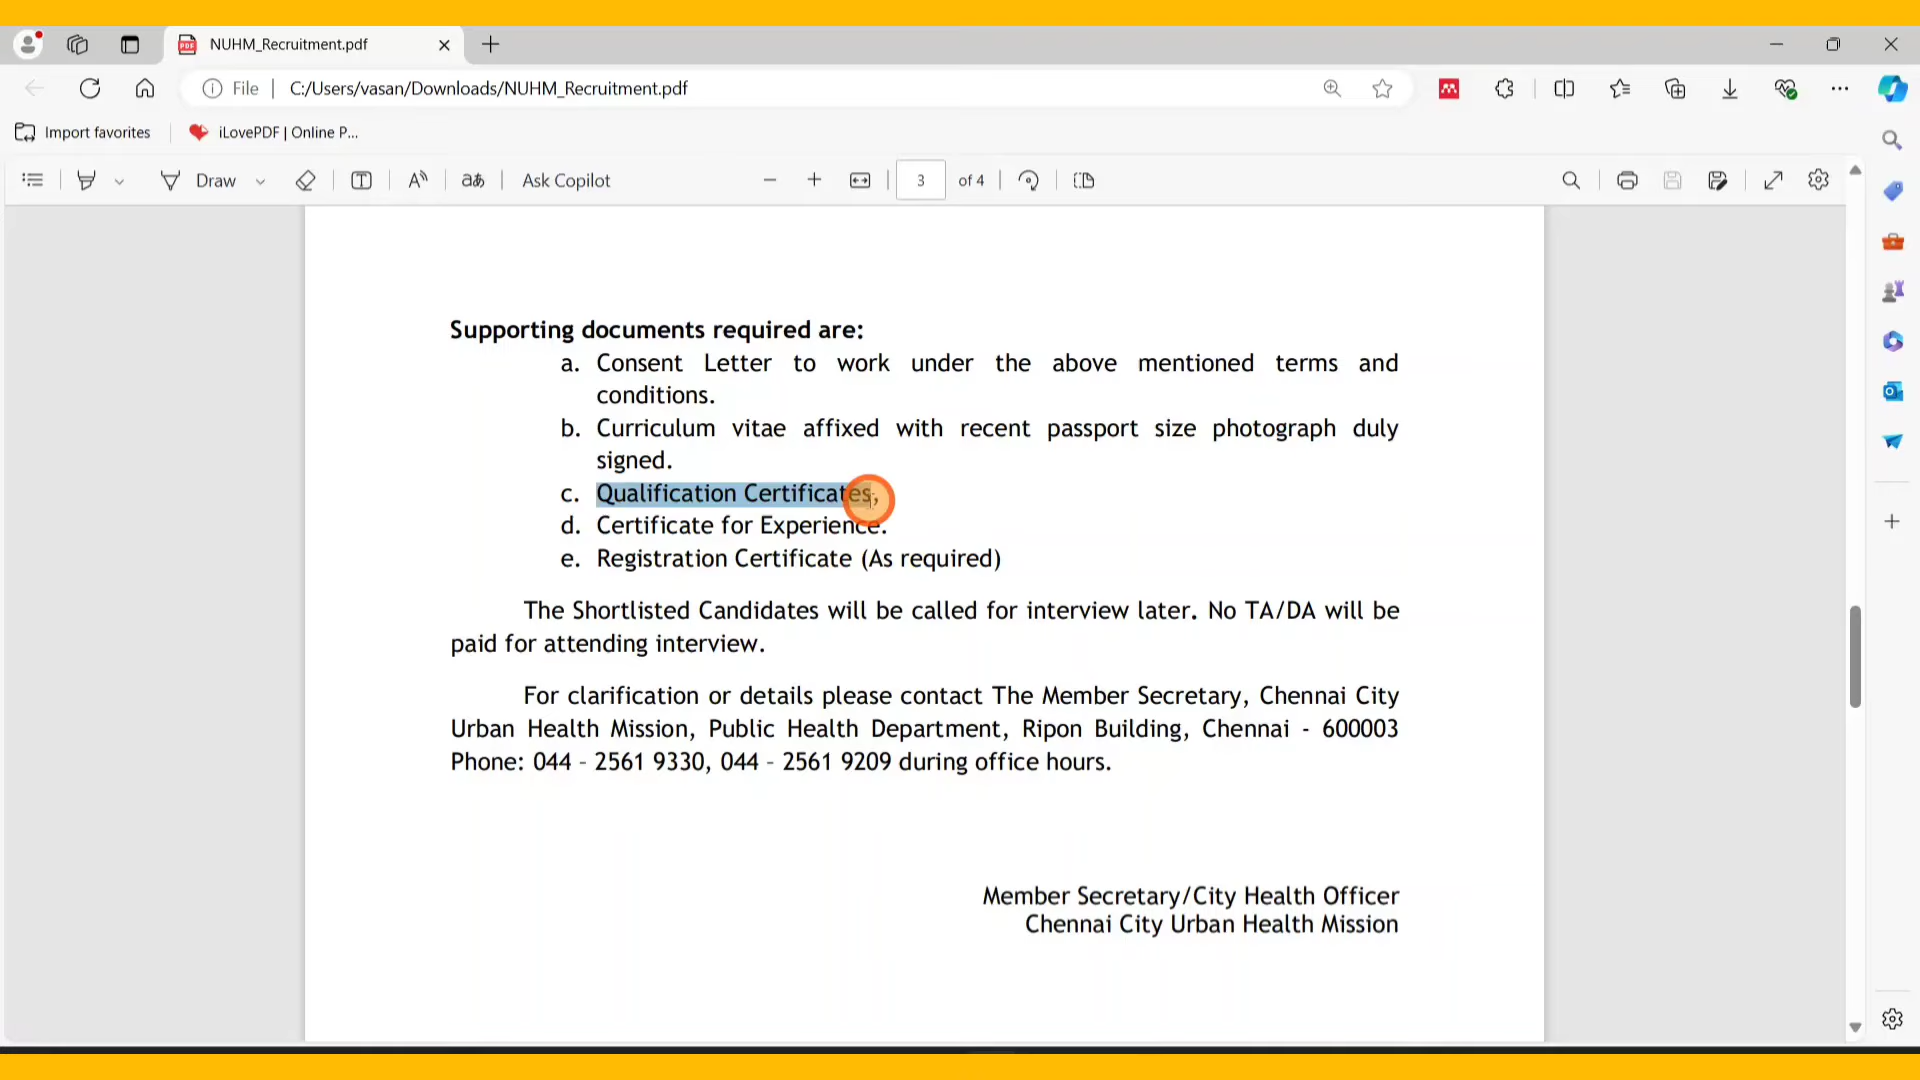 NUHM_Recruitment.pdf
File
C:/Users/vasan/Downloads/NUHM_Recruitment.pdf
Import favorites
iLovePDF | Online P...
Draw
Ask Copilot
3 of 4
Supporting documents required are:
a. Consent Letter to work under the above mentioned terms and
conditions.
b. Curriculum vitae affixed with recent passport size photograph duly
signed.
c. Qualification Certificates,
d. Certificate for Experience.
e. Registration Certificate (As required)
The Shortlisted Candidates will be called for interview later. No TA/DA will be
paid for attending interview.
For clarification or details please contact The Member Secretary, Chennai City
Urban Health Mission, Public Health Department, Ripon Building, Chennai - 600003
Phone: 044 - 2561 9330, 044 - 2561 9209 during office hours.
Member Secretary/City Health Officer
Chennai City Urban Health Mission